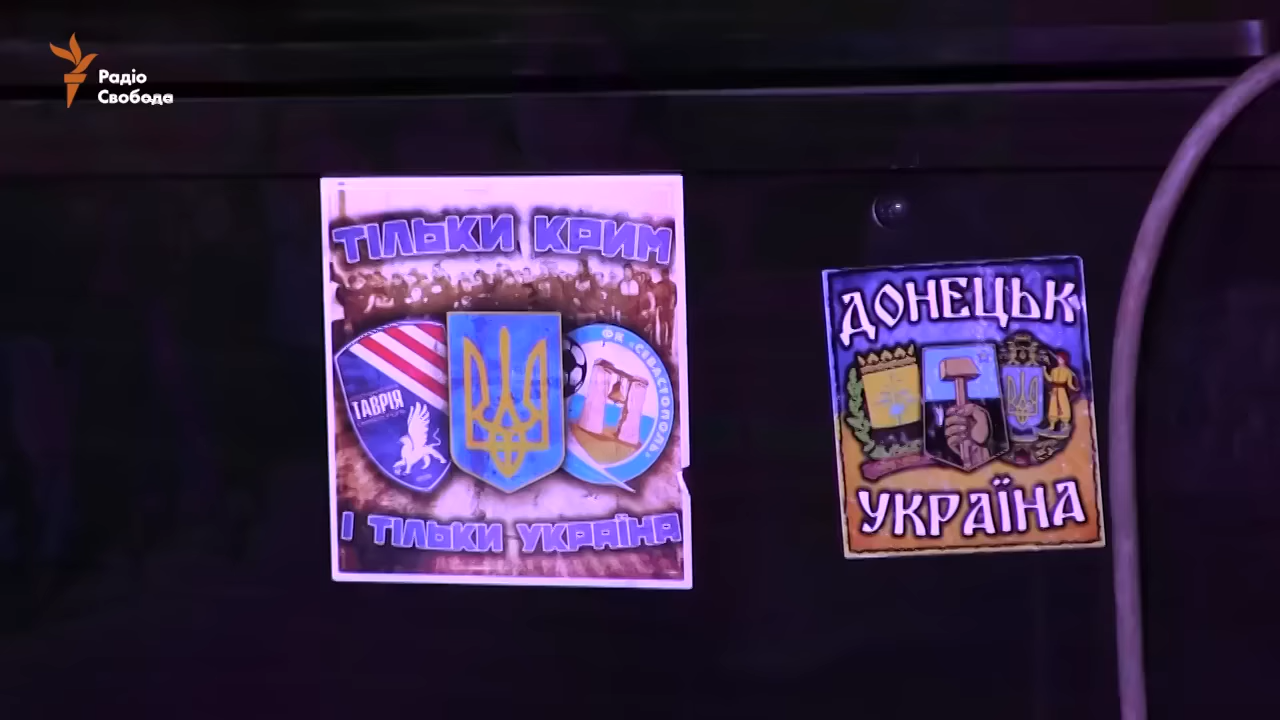 Радіо
Свобода
ТІЛЬКИ КРИМ
ФК «СЕВАСТОПОЛЬ»
ТАВРІЯ
І ТІЛЬКИ УКРАЇНА
ДОНЕЦЬК
УКРАЇНА